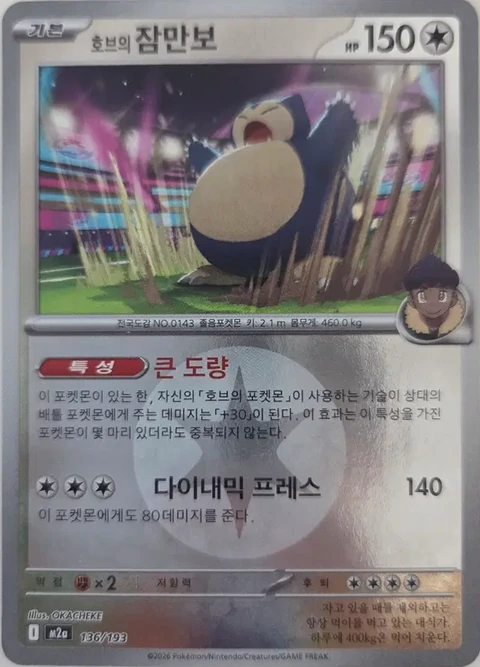 기본 호브의 잠만보 HP 150
전국도감 NO.0143 졸음포켓몬 키: 2.1 m 몸무게: 460.0 kg
특성 큰 도량
이 포켓몬이 있는 한, 자신의 「호브의 포켓몬」이 사용하는 기술이 상대의
배틀 포켓몬에게 주는 데미지는 「+30」이 된다. 이 효과는 이 특성을 가진
포켓몬이 몇 마리 있더라도 중복되지 않는다.
다이내믹 프레스 140
이 포켓몬에게도 80데미지를 준다.
약점 ×2 저항력 후퇴
Illus. OKACHEKE
자고 있을 때를 제외하고는
항상 먹이를 먹고 있는 대식가.
하루에 400kg은 먹어 치운다.
M2a 136/193
©2026 Pokémon/Nintendo/Creatures/GAME FREAK